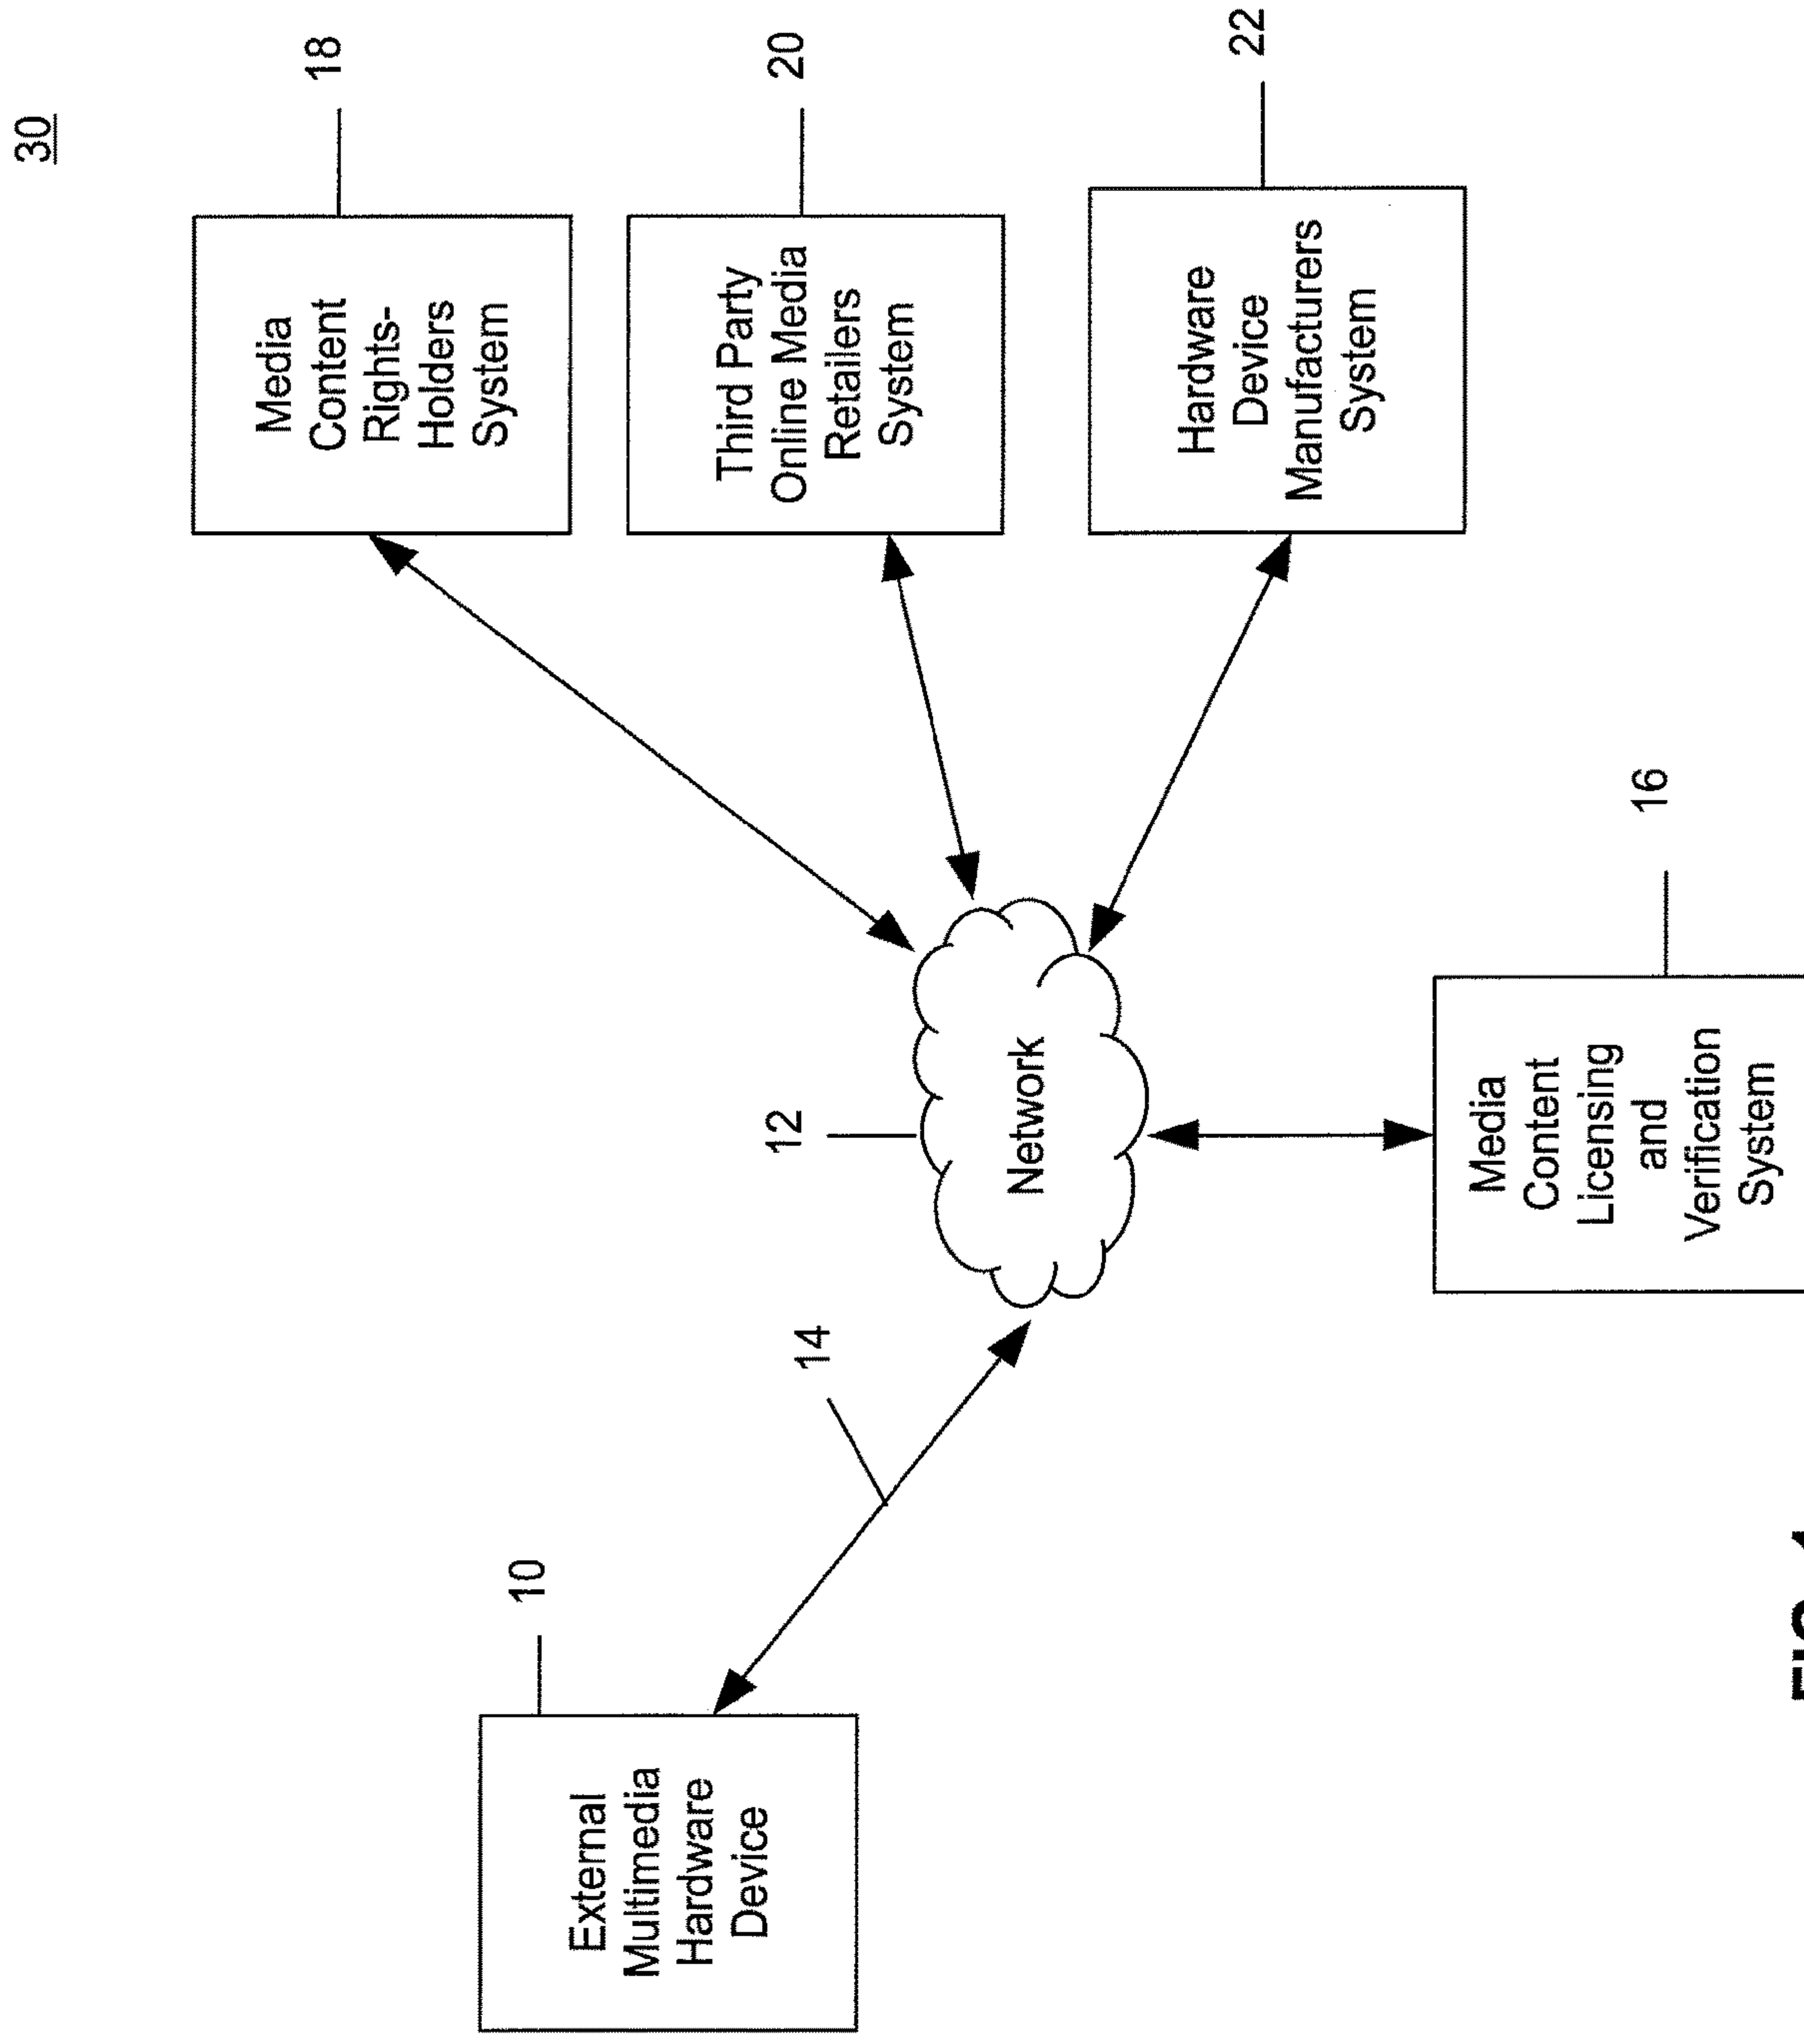 30
18
Media
Content
Rights-
Holders
System
20
Third Party
Online Media
Retailers
System
22
Hardware
Device
Manufacturers
System
12
Network
14
10
External
Multimedia
Hardware
Device
16
Media
Content
Licensing
and
Verification
System